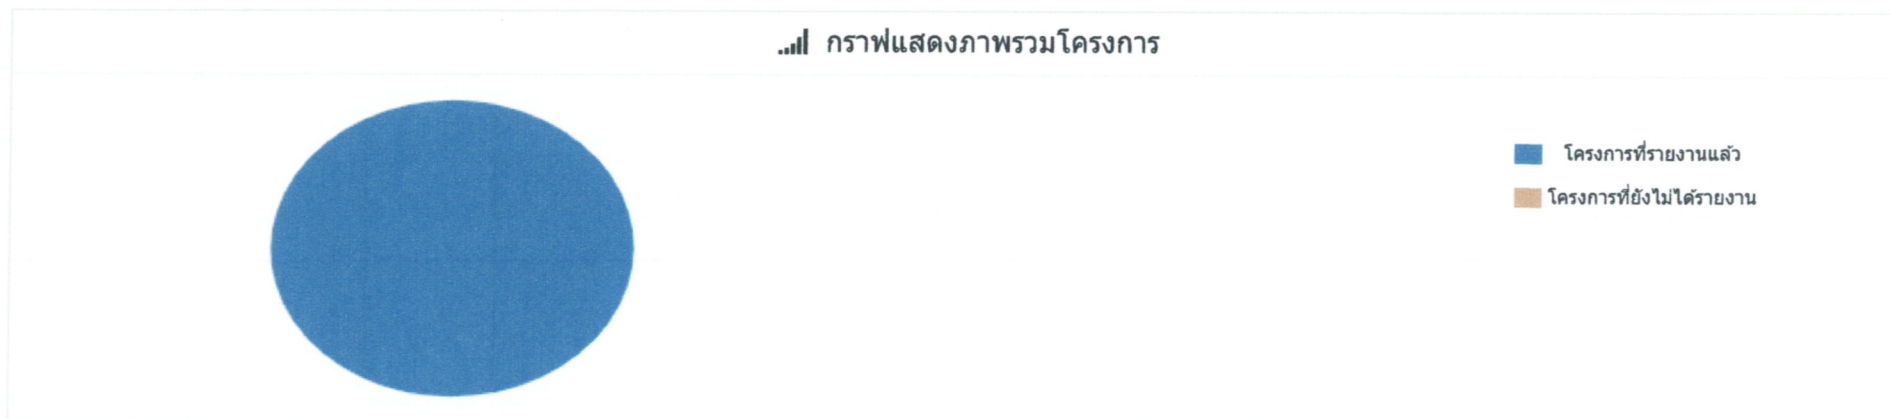 กราฟแสดงภาพรวมโครงการ
โครงการที่รายงานแล้ว
โครงการที่ยังไม่ได้รายงาน